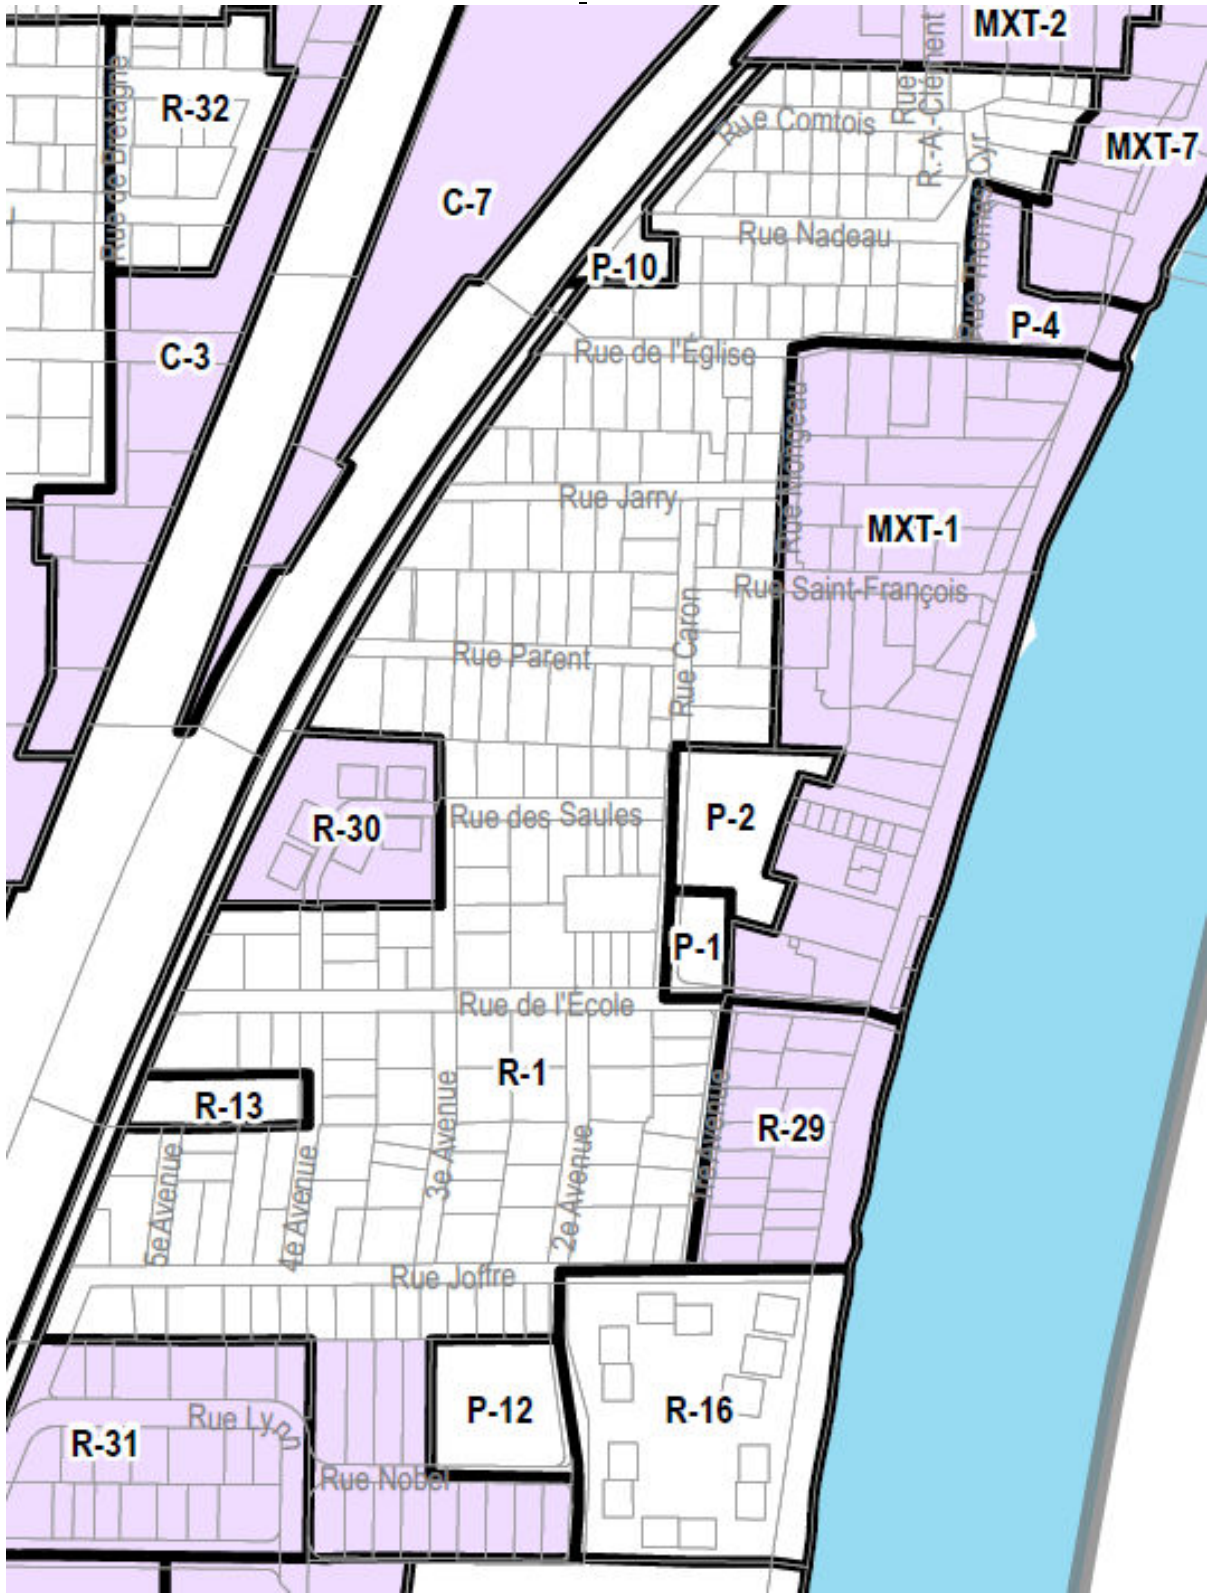 MXT-2
R-32
Rue de Bretagne
Rue
R.-A.-Clément
Rue Comtois
MXT-7
C-7
Rue Thomas Cyr
Rue Nadeau
P-10
P-4
C-3
Rue de l'Église
Rue Mongeau
Rue Jarry
MXT-1
Rue Saint-François
Rue Caron
Rue Parent
P-2
Rue des Saules
R-30
P-1
Rue de l'École
R-1
R-13
R-29
1re Avenue
3e Avenue
2e Avenue
5e Avenue
4e Avenue
Rue Joffre
P-12
R-16
Rue Lynn
R-31
Rue Nobel